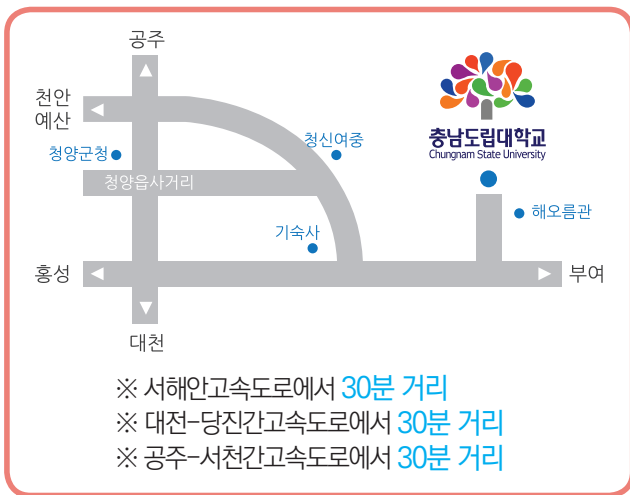 공주
천안
예산
청양군청
청신여중
충남도립대학교
Chungnam State University
청양읍사거리
해오름관
기숙사
홍성
부여
대천
※ 서해안고속도로에서 30분 거리
※ 대전-당진간고속도로에서 30분 거리
※ 공주-서천간고속도로에서 30분 거리